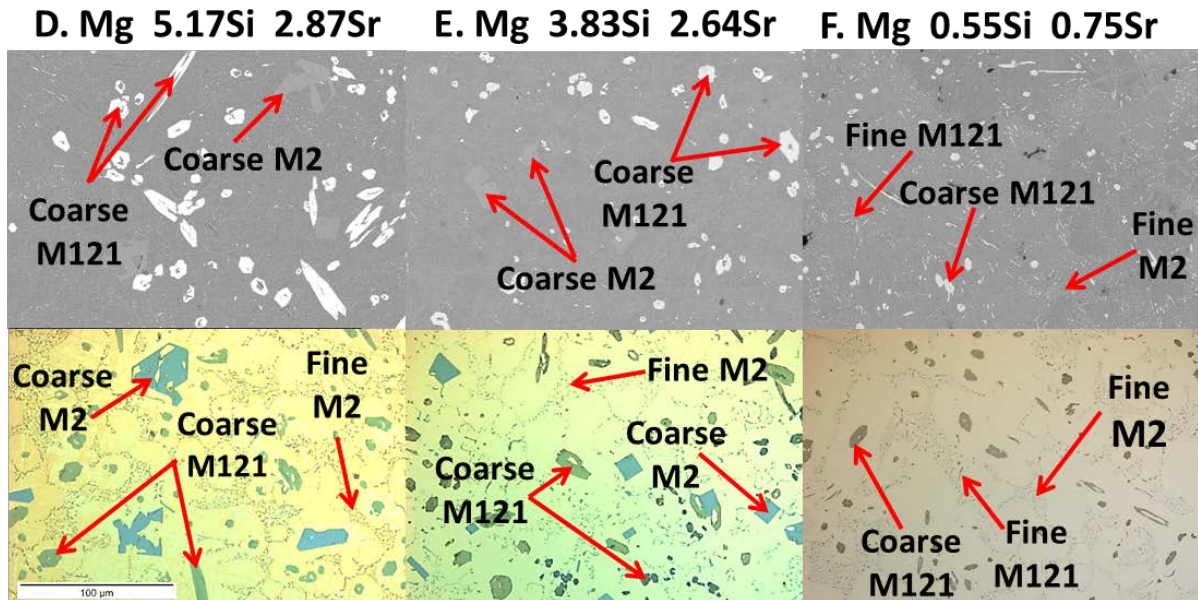 D. Mg 5.17Si 2.87Sr
E. Mg 3.83Si 2.64Sr
F. Mg 0.55Si 0.75Sr
Coarse M2
Coarse
M121
Coarse
M121
Coarse M2
Fine M121
Coarse M121
Fine
M2
Coarse
M2
Fine
M2
Coarse
M121
100 µm
Fine M2
Coarse
M2
Coarse
M121
Fine
M2
Coarse
M121
Fine
M121